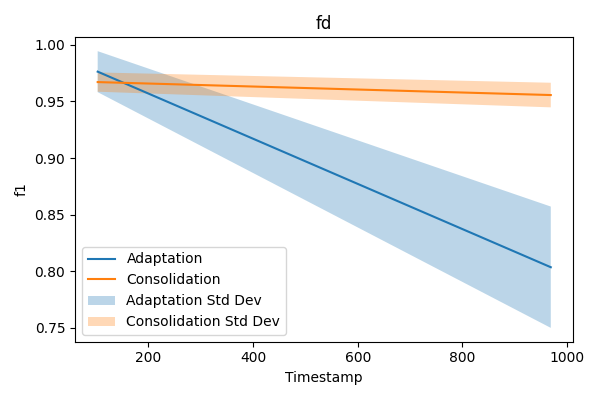 fd
1.00
0.95
0.90
0.85
0.80
0.75
f1
Adaptation
Consolidation
Adaptation Std Dev
Consolidation Std Dev
200
400
600
800
1000
Timestamp